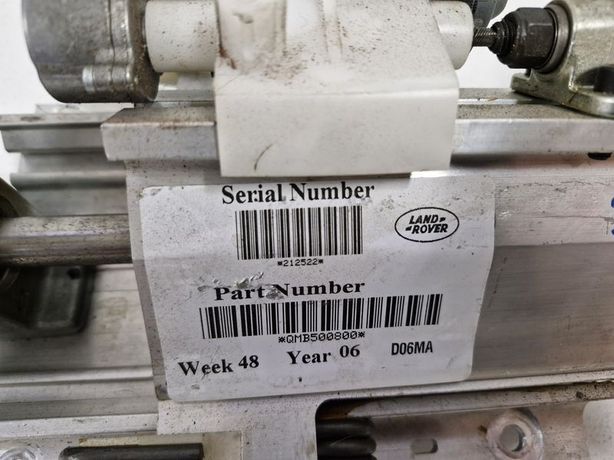 Serial Number
*212522*
LAND ROVER
Part Number
*QMB500800*
Week 48 Year 06 D06MA